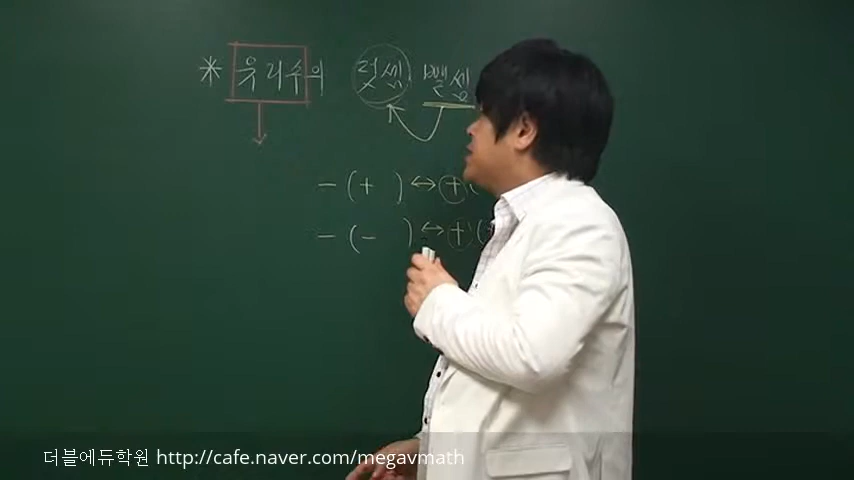 * 유리수의 덧셈 뺄셈
- (+ ) ↔ + (
- (- ) ↔ + (
더블에듀학원 http://cafe.naver.com/megavmath